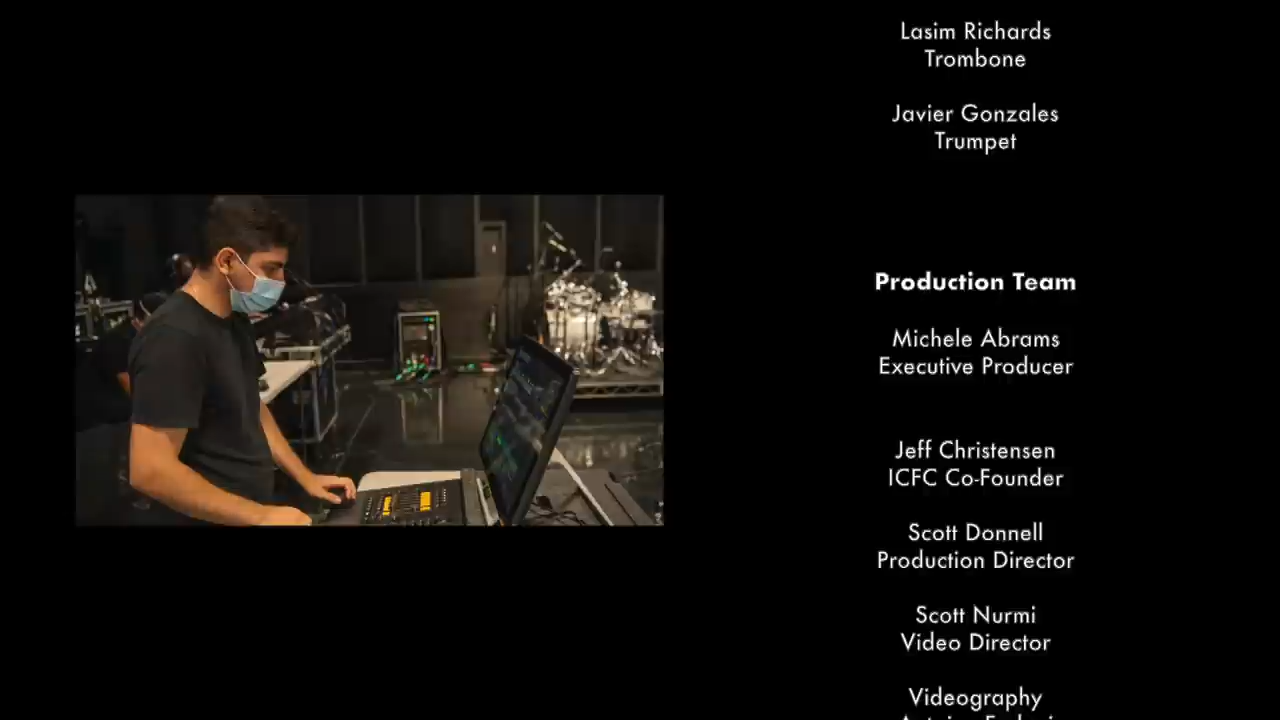 Lasim Richards
Trombone
Javier Gonzales
Trumpet
Production Team
Michele Abrams
Executive Producer
Jeff Christensen
ICFC Co-Founder
Scott Donnell
Production Director
Scott Nurmi
Video Director
Videography